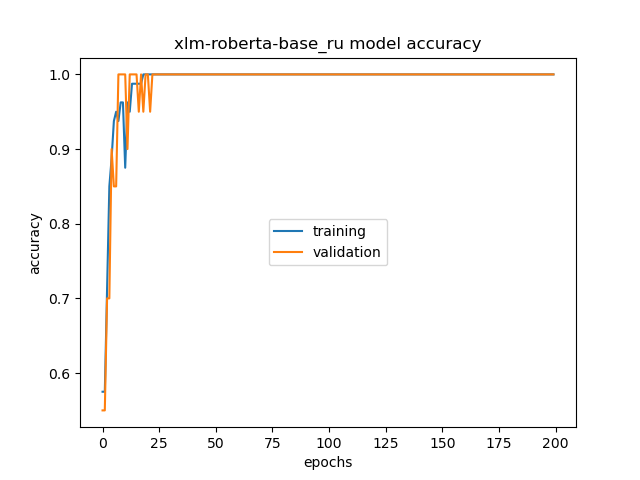 xlm-roberta-base_ru model accuracy
1.0
0.9
0.8
0.7
0.6
accuracy
training
validation
0 25 50 75 100 125 150 175 200
epochs